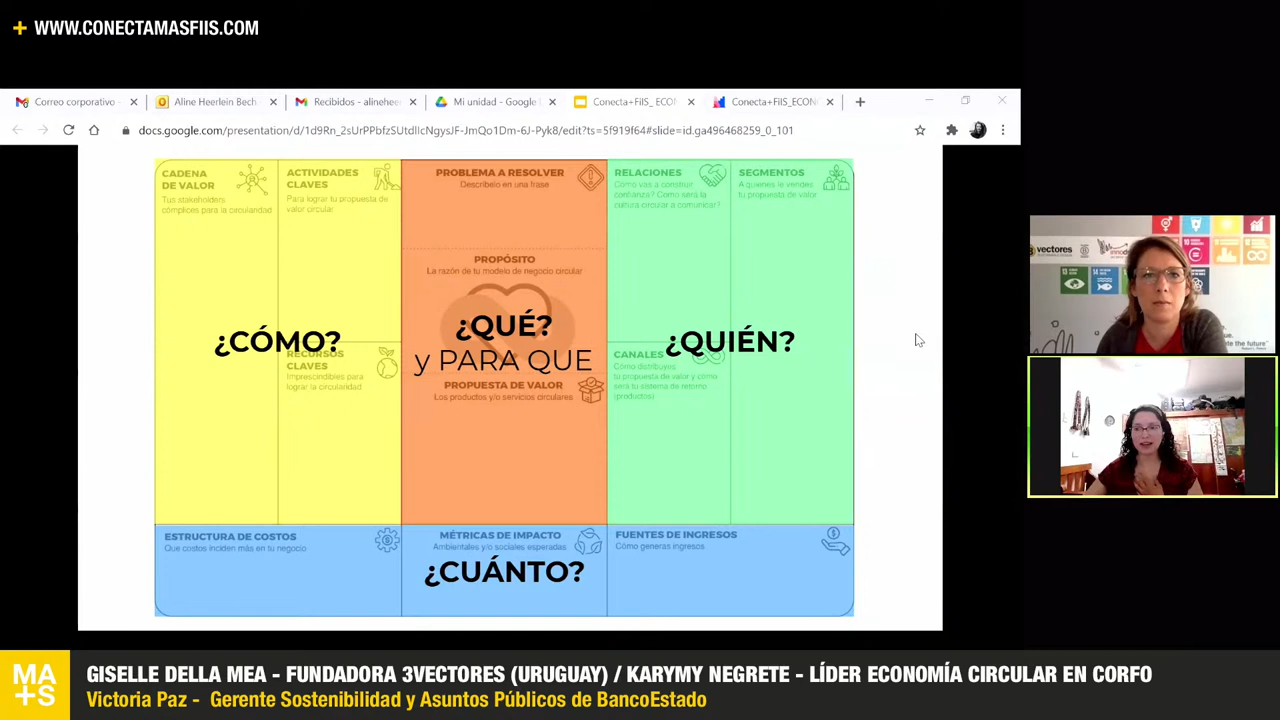 + WWW.CONECTAMASFIIS.COM
Correo corporativo -
Aline Heerlein Bech
Recibidos - alineheer
Mi unidad - Google D
Conecta+FiiS_ ECON
Conecta+FIIS_ECONO
docs.google.com/presentation/d/1d9Rn_2sUrPPbfzSUtdlIcNgysJF-JmQo1Dm-6J-Pyk8/edit?ts=5f919f64#slide=id.ga496468259_0_101
CADENA
DE VALOR
Tus stakeholders
cómplices para la circularidad
ACTIVIDADES
CLAVES
Para lograr tu propuesta de
valor circular
PROBLEMA A RESOLVER
Descríbelo en una frase
RELACIONES
Cómo vas a construir
confianza? Como será la
cultura circular a comunicar?
SEGMENTOS
A quienes le vendes
tu propuesta de valor
PROPÓSITO
La razón de tu modelo de negocio circular
¿CÓMO?
¿QUÉ?
y PARA QUE
¿QUIÉN?
RECURSOS
CLAVES
Imprescindibles para
lograr la circularidad
PROPUESTA DE VALOR
Los productos y/o servicios circulares
CANALES
Cómo distribuyes
tu propuesta de valor y cómo
será tu sistema de retorno
(productos)
ESTRUCTURA DE COSTOS
Que costos inciden más en tu negocio
MÉTRICAS DE IMPACTO
Ambientales y/o sociales esperadas
FUENTES DE INGRESOS
Cómo generas ingresos
¿CUÁNTO?
vectores
MA
+S
GISELLE DELLA MEA - FUNDADORA 3VECTORES (URUGUAY) / KARYMY NEGRETE - LÍDER ECONOMÍA CIRCULAR EN CORFO
Victoria Paz - Gerente Sostenibilidad y Asuntos Públicos de BancoEstado